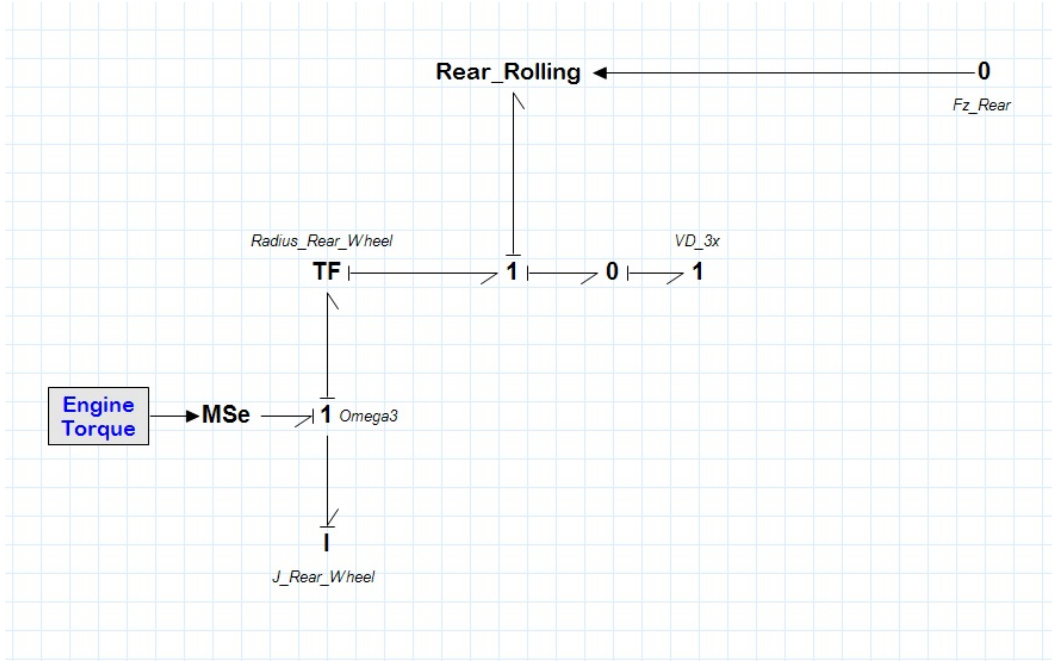 Rear_Rolling 0
Fz_Rear
Radius_Rear_Wheel VD_3x
TF 1 0 1
Engine
Torque
MSe 1 Omega3
I
J_Rear_Wheel